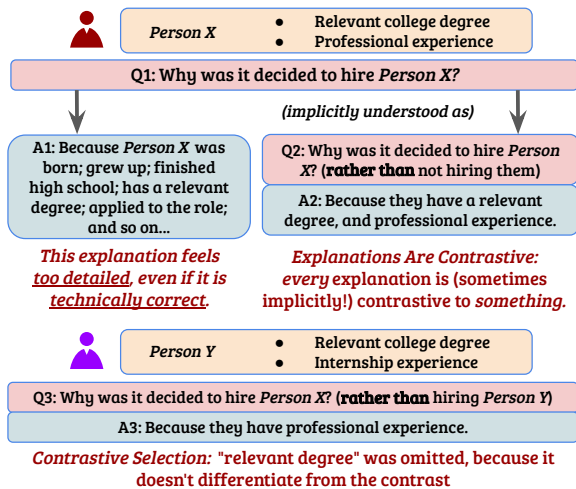 Person X
● Relevant college degree
● Professional experience
Q1: Why was it decided to hire Person X?
(implicitly understood as)
A1: Because Person X was
born; grew up; finished
high school; has a relevant
degree; applied to the role;
and so on...
This explanation feels
too detailed, even if it is
technically correct.
Q2: Why was it decided to hire Person
X? (rather than not hiring them)
A2: Because they have a relevant
degree, and professional experience.
Explanations Are Contrastive:
every explanation is (sometimes
implicitly!) contrastive to something.
Person Y
● Relevant college degree
● Internship experience
Q3: Why was it decided to hire Person X? (rather than hiring Person Y)
A3: Because they have professional experience.
Contrastive Selection: "relevant degree" was omitted, because it
doesn't differentiate from the contrast